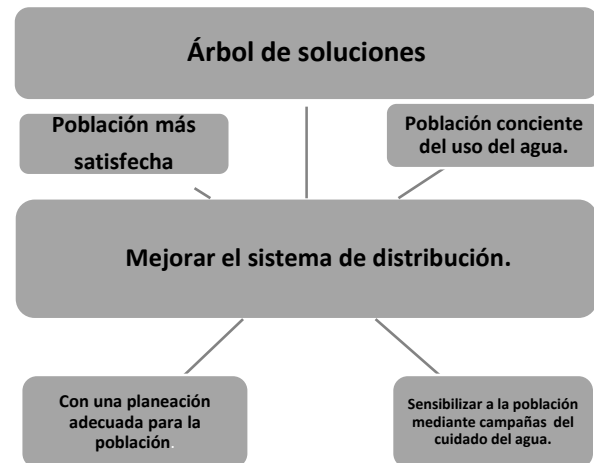 Árbol de soluciones
Población más
satisfecha
Población conciente
del uso del agua.
Mejorar el sistema de distribución.
Con una planeación
adecuada para la
población.
Sensibilizar a la población
mediante campañas del
cuidado del agua.